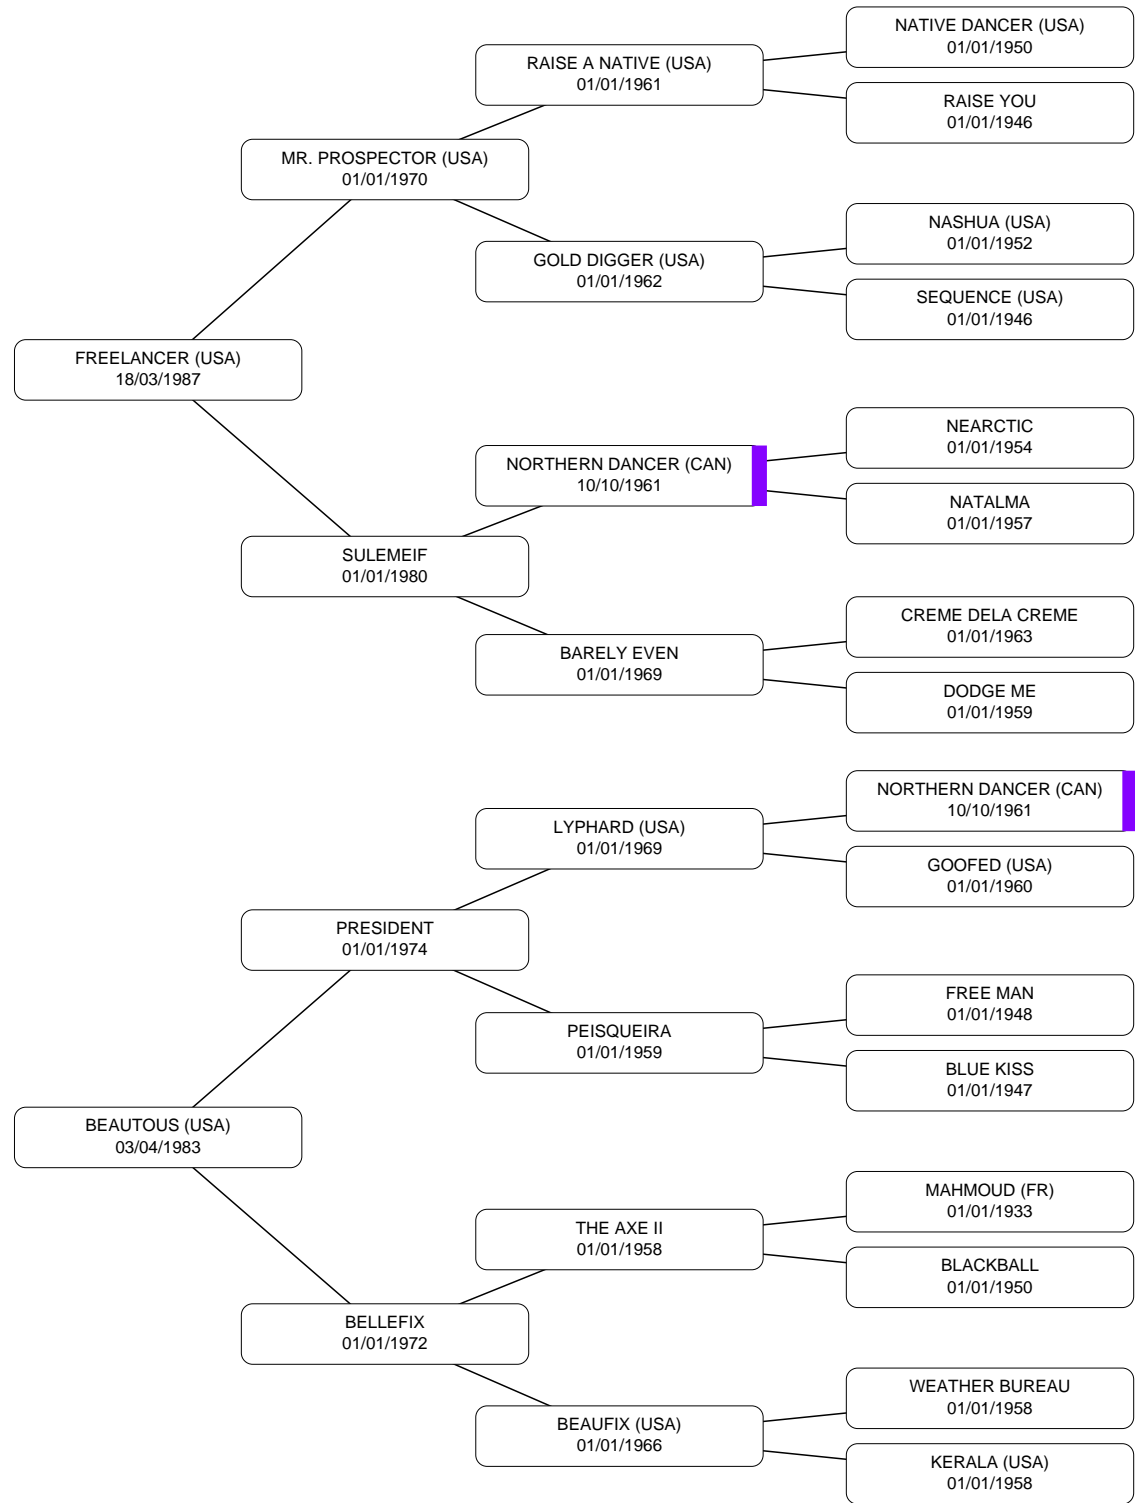 NATIVE DANCER (USA)
01/01/1950
RAISE A NATIVE (USA)
01/01/1961
RAISE YOU
01/01/1946
MR. PROSPECTOR (USA)
01/01/1970
NASHUA (USA)
01/01/1952
GOLD DIGGER (USA)
01/01/1962
SEQUENCE (USA)
01/01/1946
FREELANCER (USA)
18/03/1987
NEARCTIC
01/01/1954
NORTHERN DANCER (CAN)
10/10/1961
NATALMA
01/01/1957
SULEMEIF
01/01/1980
CREME DELA CREME
01/01/1963
BARELY EVEN
01/01/1969
DODGE ME
01/01/1959
NORTHERN DANCER (CAN)
10/10/1961
LYPHARD (USA)
01/01/1969
GOOFED (USA)
01/01/1960
PRESIDENT
01/01/1974
FREE MAN
01/01/1948
PEISQUEIRA
01/01/1959
BLUE KISS
01/01/1947
BEAUTOUS (USA)
03/04/1983
MAHMOUD (FR)
01/01/1933
THE AXE II
01/01/1958
BLACKBALL
01/01/1950
BELLEFIX
01/01/1972
WEATHER BUREAU
01/01/1958
BEAUFIX (USA)
01/01/1966
KERALA (USA)
01/01/1958